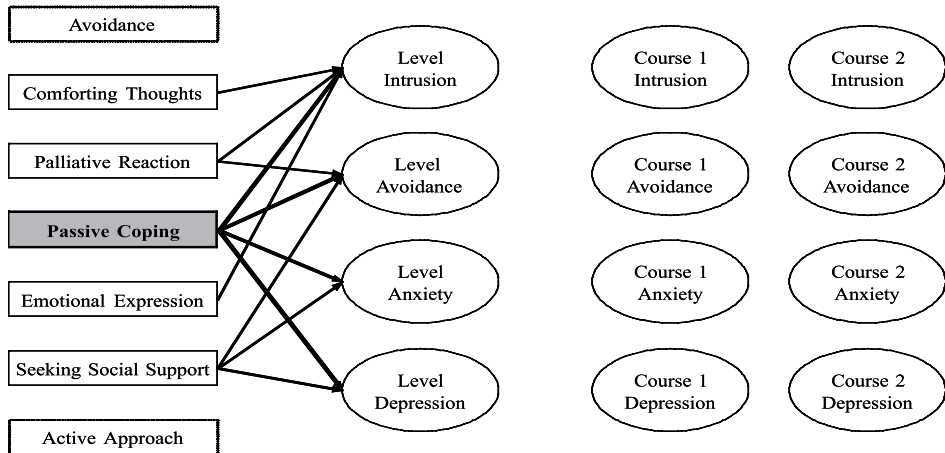 Avoidance
Comforting Thoughts
Palliative Reaction
Passive Coping
Emotional Expression
Seeking Social Support
Active Approach
Level
Intrusion
Level
Avoidance
Level
Anxiety
Level
Depression
Course 1
Intrusion
Course 1
Avoidance
Course 1
Anxiety
Course 1
Depression
Course 2
Intrusion
Course 2
Avoidance
Course 2
Anxiety
Course 2
Depression